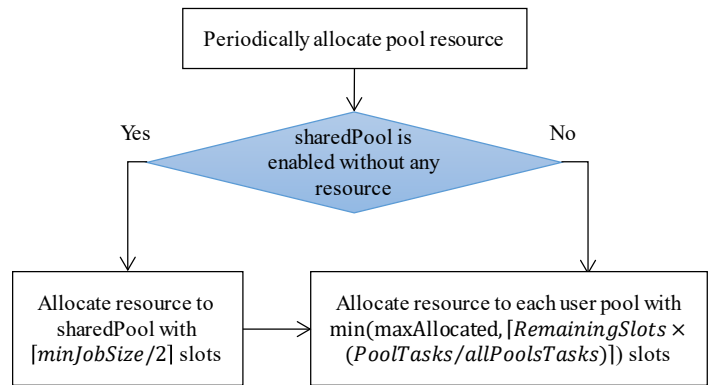 Periodically allocate pool resource
Yes
No
sharedPool is
enabled without any
resource
Allocate resource to
sharedPool with
⌈minJobSize/2⌉ slots
Allocate resource to each user pool with
min(maxAllocated, ⌈RemainingSlots ×
(PoolTasks/allPoolsTasks)⌉) slots